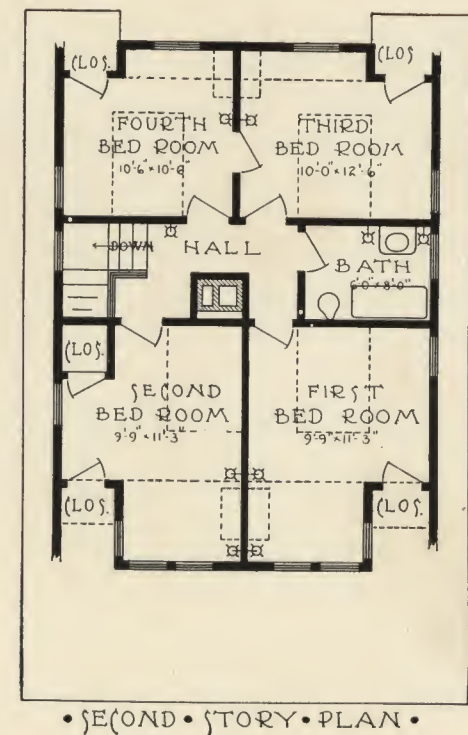 CLOS.
CLOS
FOURTH
BED ROOM
10'-6" x 10'-6"
THIRD
BED ROOM
10'-0" x 12'-6"
DOWN
HALL
BATH
6'0" x 8'0"
CLOS.
SECOND
BED ROOM
9'-9" x 11'-3"
FIRST
BED ROOM
9'-9" x 11'-3"
CLOS.
CLOS.
• SECOND • STORY • PLAN •